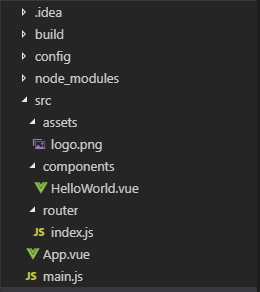 .idea
build
config
node_modules
src
assets
logo.png
components
HelloWorld.vue
router
JS index.js
App.vue
JS main.js